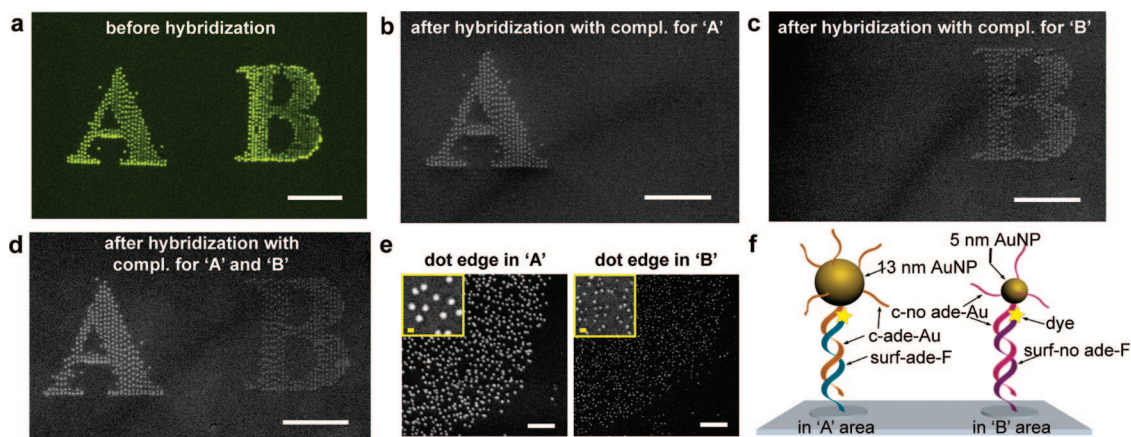 a
before hybridization
A B
b
after hybridization with compl. for ‘A’
A
c
after hybridization with compl. for ‘B’
B
d
after hybridization with
compl. for ‘A’ and ‘B’
A B
e
dot edge in ‘A’
dot edge in ‘B’
f
5 nm AuNP
13 nm AuNP
c-no ade-Au
dye
c-ade-Au
surf-ade-F
surf-no ade-F
in ‘A’ area
in ‘B’ area